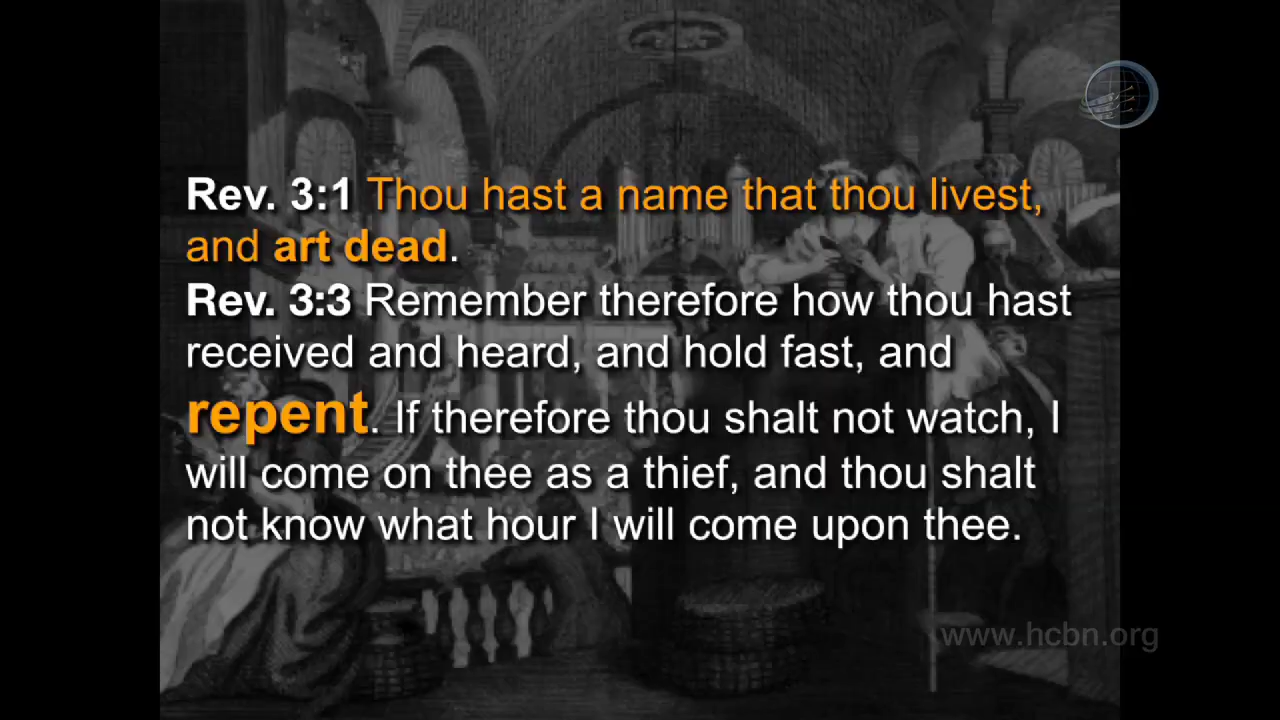 Rev. 3:1 Thou hast a name that thou livest,
and art dead.
Rev. 3:3 Remember therefore how thou hast
received and heard, and hold fast, and
repent. If therefore thou shalt not watch, I
will come on thee as a thief, and thou shalt
not know what hour I will come upon thee.
www.hcbn.org